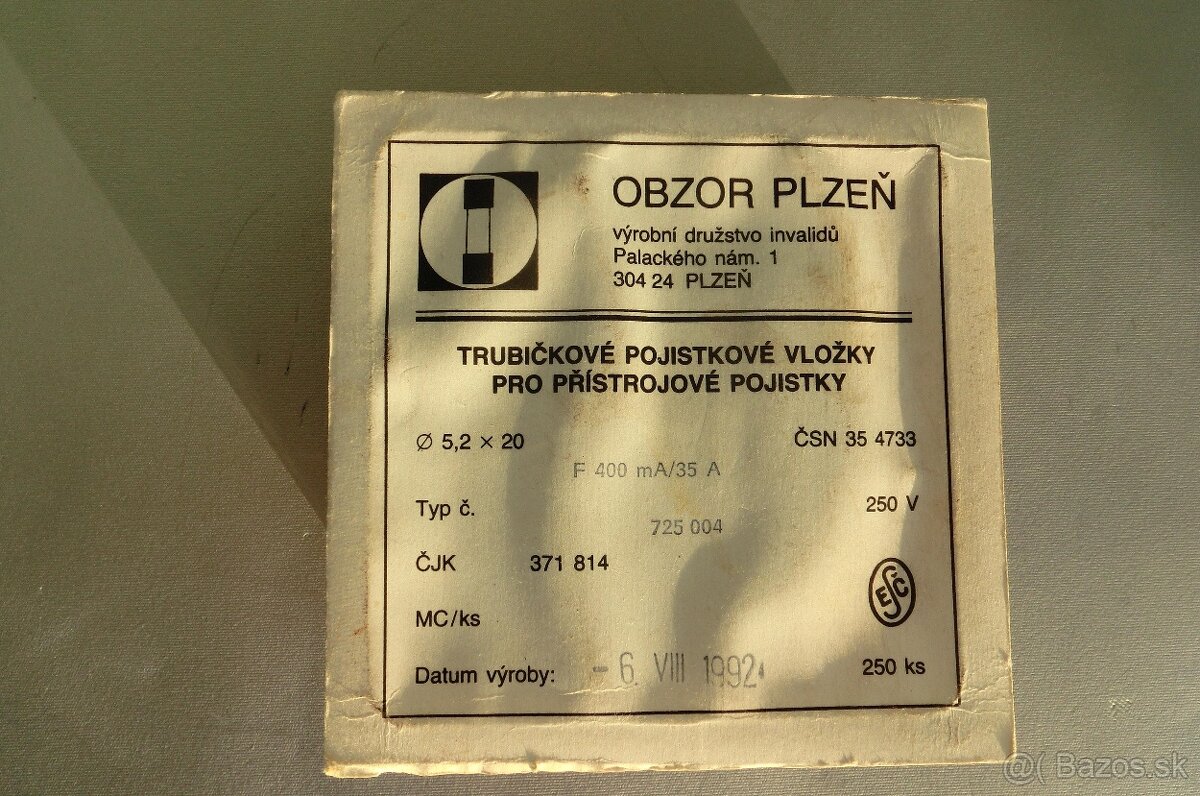 OBZOR PLZEŇ
výrobní družstvo invalidů
Palackého nám. 1
304 24 PLZEŇ
TRUBIČKOVÉ POJISTKOVÉ VLOŽKY
PRO PŘÍSTROJOVÉ POJISTKY
Ø 5,2 × 20 ČSN 35 4733
F 400 mA/35 A
Typ č. 250 V
725 004
ČJK 371 814
ESČ
MC/ks
Datum výroby: - 6. VIII 1992 250 ks
@( Bazos.sk